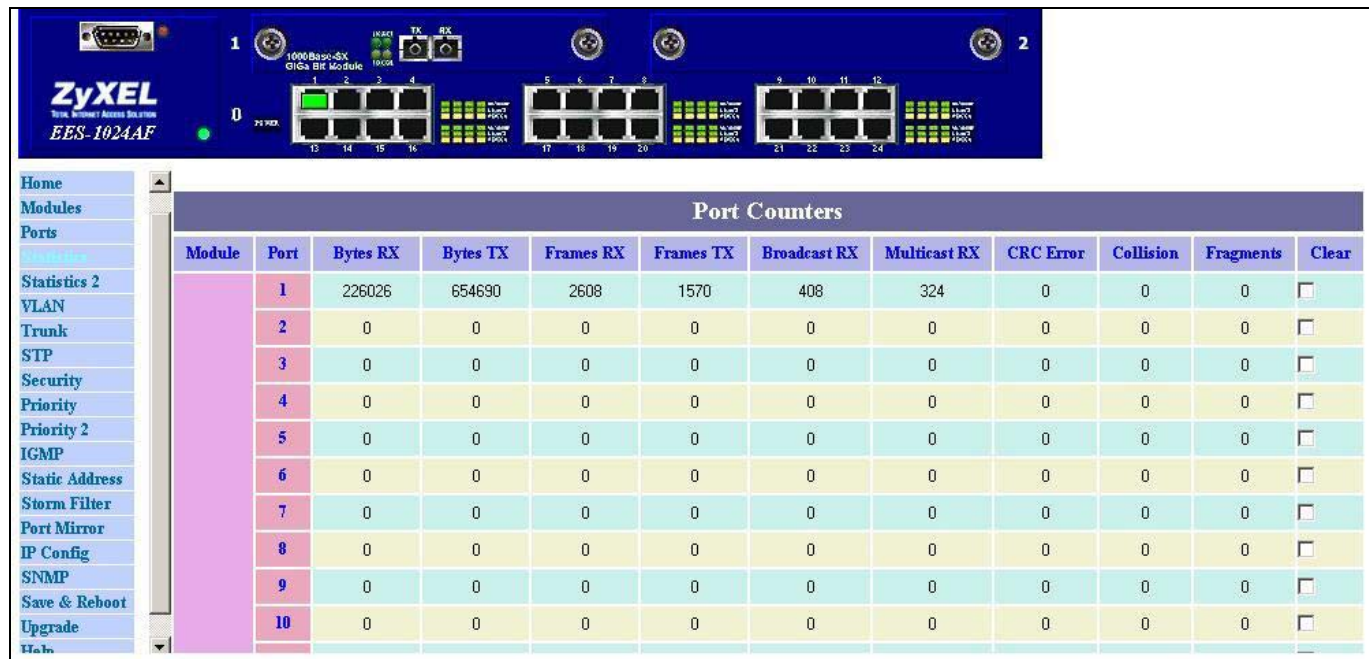 1 TX RX 2
1000Base-SX
GIGa Bit Module
ZyXEL
TOTAL INTERNET ACCESS SOLUTION
EES-1024AF
0 POWER
1 2 3 4 5 6 7 8 9 10 11 12
13 14 15 16 17 18 19 20 21 22 23 24
Home
Modules
Ports
Statistics
Statistics 2
VLAN
Trunk
STP
Security
Priority
Priority 2
IGMP
Static Address
Storm Filter
Port Mirror
IP Config
SNMP
Save & Reboot
Upgrade
Help
Port Counters
Module Port Bytes RX Bytes TX Frames RX Frames TX Broadcast RX Multicast RX CRC Error Collision Fragments Clear
1 226026 654690 2608 1570 408 324 0 0 0
2 0 0 0 0 0 0 0 0 0
3 0 0 0 0 0 0 0 0 0
4 0 0 0 0 0 0 0 0 0
5 0 0 0 0 0 0 0 0 0
6 0 0 0 0 0 0 0 0 0
7 0 0 0 0 0 0 0 0 0
8 0 0 0 0 0 0 0 0 0
9 0 0 0 0 0 0 0 0 0
10 0 0 0 0 0 0 0 0 0